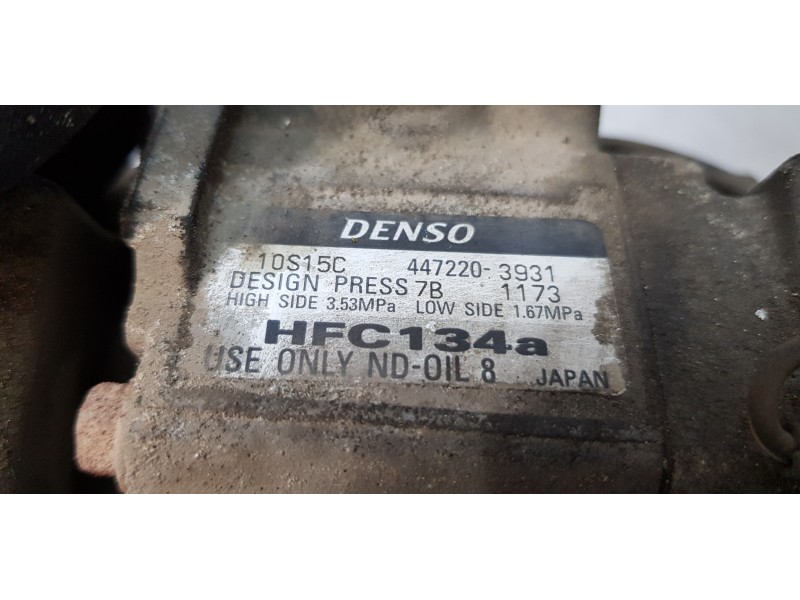 DENSO
10S15C 447220-3931
DESIGN PRESS 7B 1173
HIGH SIDE 3.53MPa LOW SIDE 1.67MPa
HFC134a
USE ONLY ND-OIL 8 JAPAN